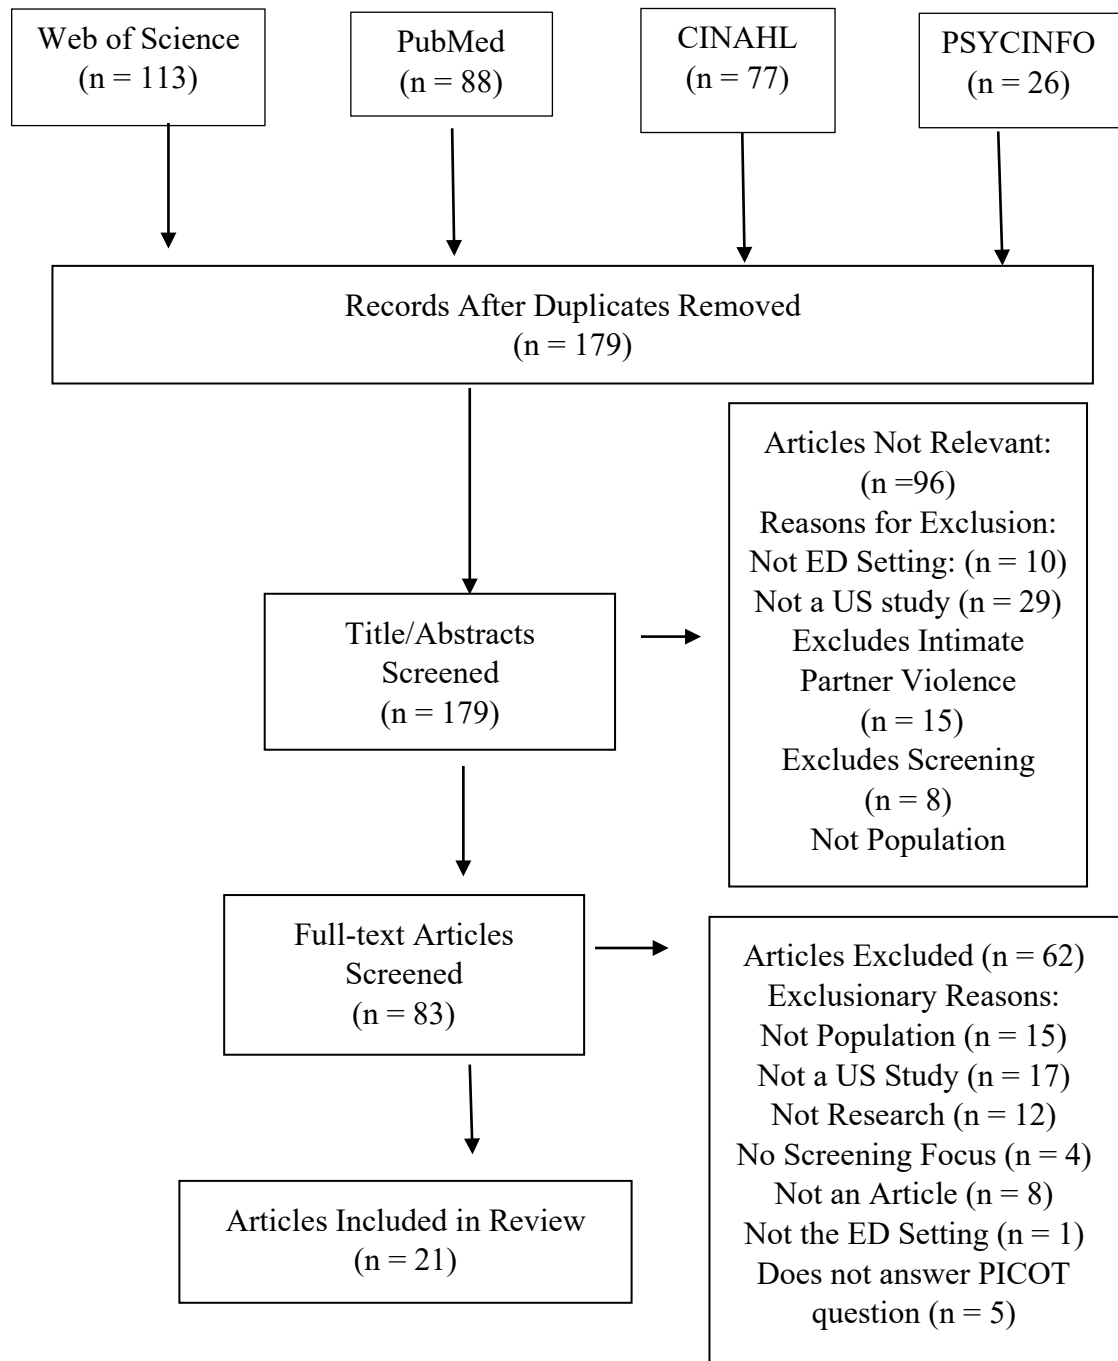 Web of Science
(n = 113)
PubMed
(n = 88)
CINAHL
(n = 77)
PSYCINFO
(n = 26)
Records After Duplicates Removed
(n = 179)
Articles Not Relevant:
(n =96)
Reasons for Exclusion:
Not ED Setting: (n = 10)
Not a US study (n = 29)
Excludes Intimate
Partner Violence
(n = 15)
Excludes Screening
(n = 8)
Not Population
Title/Abstracts
Screened
(n = 179)
Full-text Articles
Screened
(n = 83)
Articles Excluded (n = 62)
Exclusionary Reasons:
Not Population (n = 15)
Not a US Study (n = 17)
Not Research (n = 12)
No Screening Focus (n = 4)
Not an Article (n = 8)
Not the ED Setting (n = 1)
Does not answer PICOT
question (n = 5)
Articles Included in Review
(n = 21)